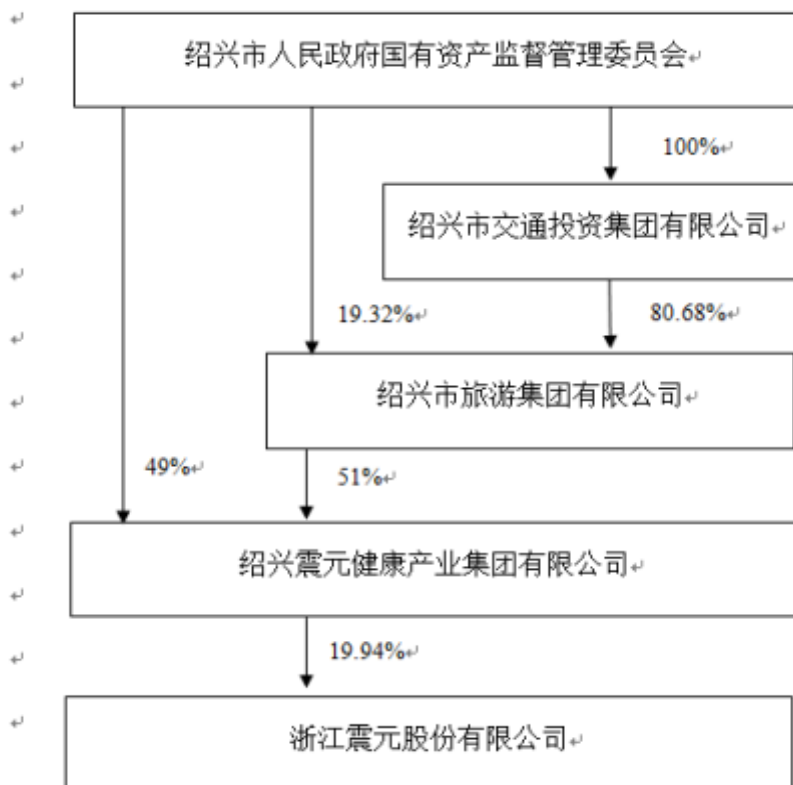 绍兴市人民政府国有资产监督管理委员会
100%
绍兴市交通投资集团有限公司
19.32%
80.68%
绍兴市旅游集团有限公司
49%
51%
绍兴震元健康产业集团有限公司
19.94%
浙江震元股份有限公司